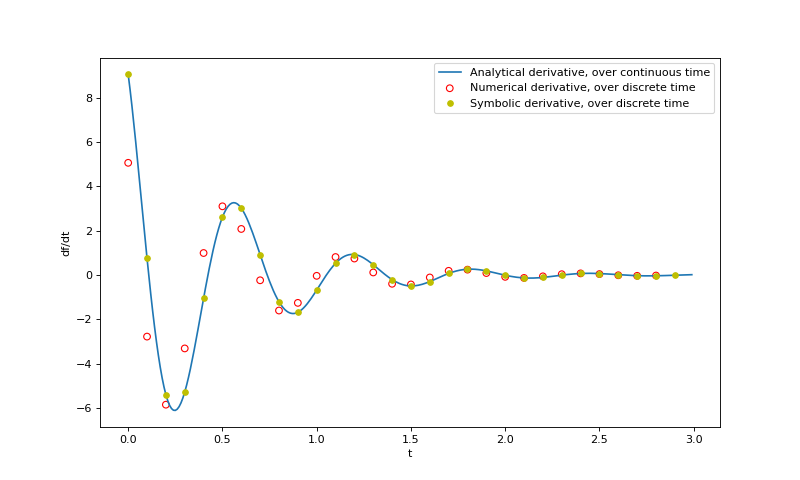 Analytical derivative, over continuous time
Numerical derivative, over discrete time
Symbolic derivative, over discrete time
8
6
4
2
0
−2
−4
−6
df/dt
0.0 0.5 1.0 1.5 2.0 2.5 3.0
t